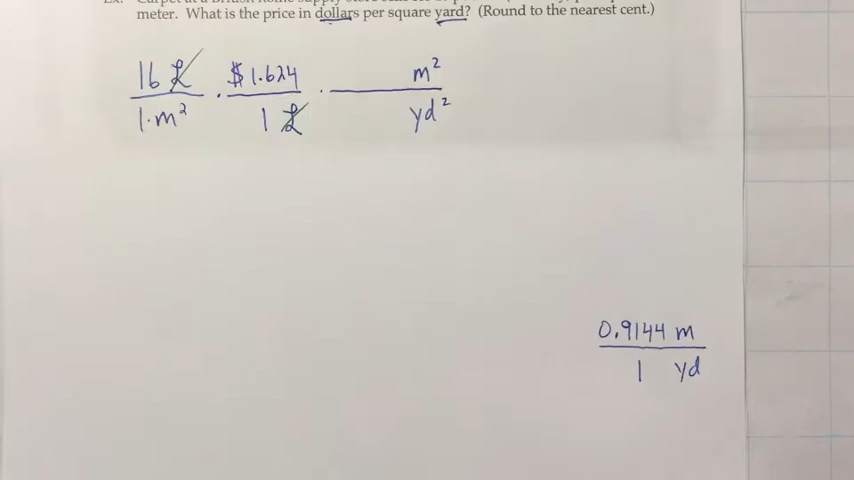 meter. What is the price in dollars per square yard? (Round to the nearest cent.)
16 £ / 1·m² · $1.624 / 1 £ · m² / yd²
0.9144 m
1 yd